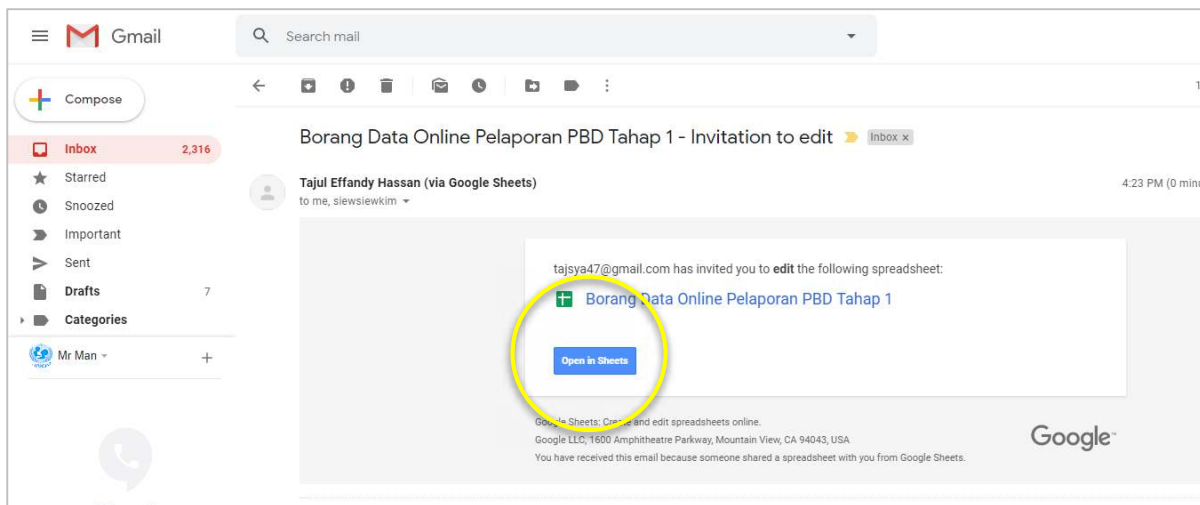 Gmail
Search mail
Compose
Borang Data Online Pelaporan PBD Tahap 1 - Invitation to edit Inbox x
Inbox 2,316
Starred
Snoozed
Important
Sent
Drafts 7
Categories
Mr Man
Tajul Effandy Hassan (via Google Sheets) 4:23 PM (0 minu
to me, siewsiewkim
tajsya47@gmail.com has invited you to edit the following spreadsheet:
Borang Data Online Pelaporan PBD Tahap 1
Open in Sheets
Google Sheets: Create and edit spreadsheets online.
Google LLC, 1600 Amphitheatre Parkway, Mountain View, CA 94043, USA
You have received this email because someone shared a spreadsheet with you from Google Sheets.
Google